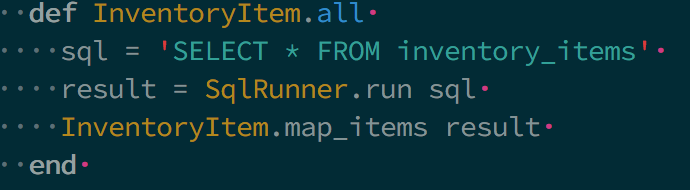 def InventoryItem.all
sql = 'SELECT * FROM inventory_items'
result = SqlRunner.run sql
InventoryItem.map_items result
end